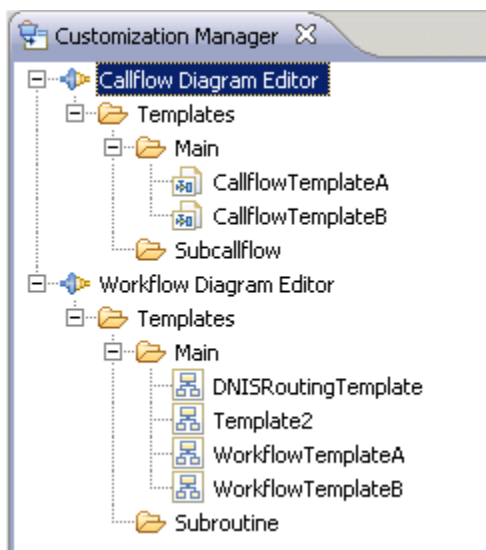 Customization Manager
Callflow Diagram Editor
Templates
Main
CallflowTemplateA
CallflowTemplateB
Subcallflow
Workflow Diagram Editor
Templates
Main
DNISRoutingTemplate
Template2
WorkflowTemplateA
WorkflowTemplateB
Subroutine